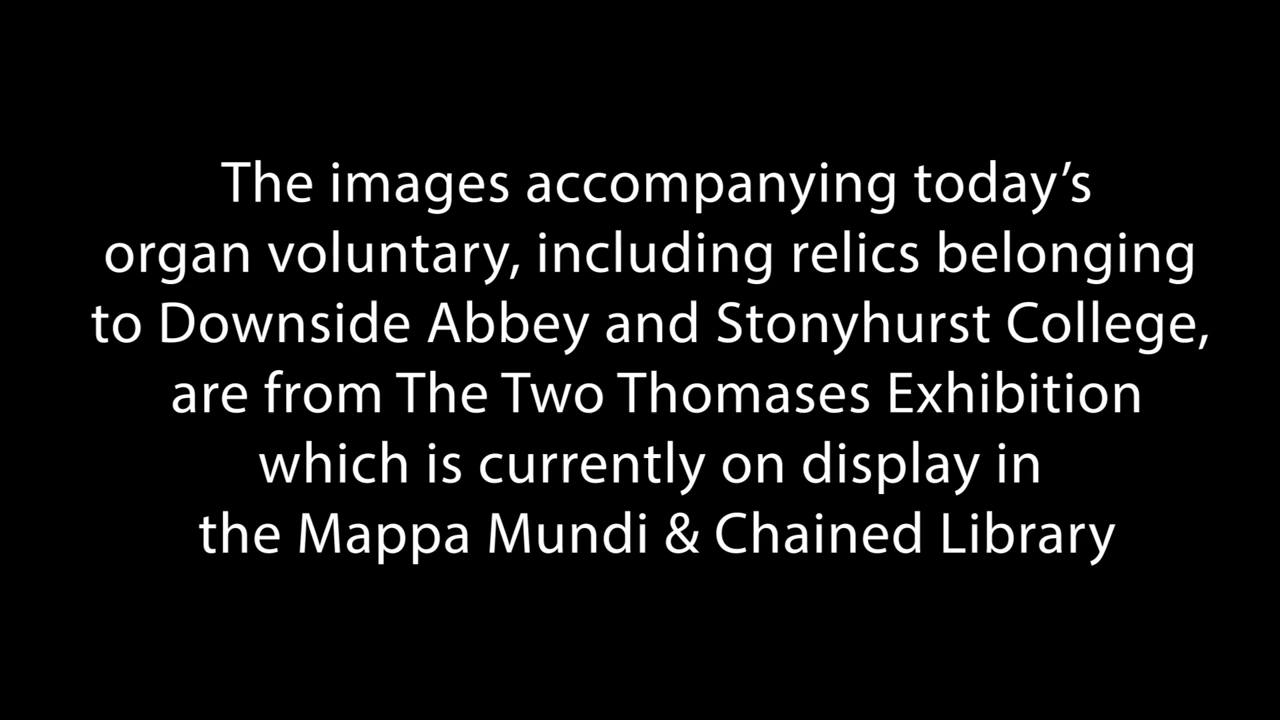 The images accompanying today’s
organ voluntary, including relics belonging
to Downside Abbey and Stonyhurst College,
are from The Two Thomases Exhibition
which is currently on display in
the Mappa Mundi & Chained Library